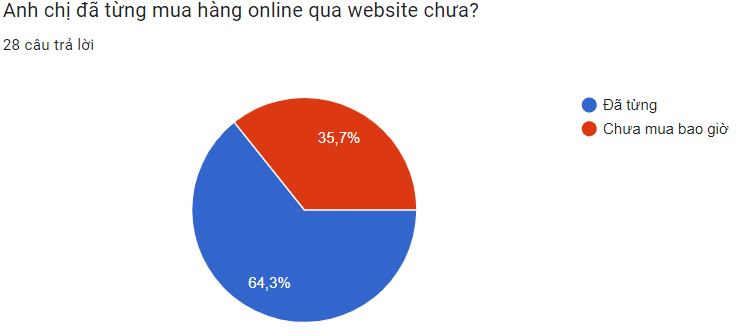 Anh chị đã từng mua hàng online qua website chưa?
28 câu trả lời
Đã từng
Chưa mua bao giờ
35,7%
64,3%